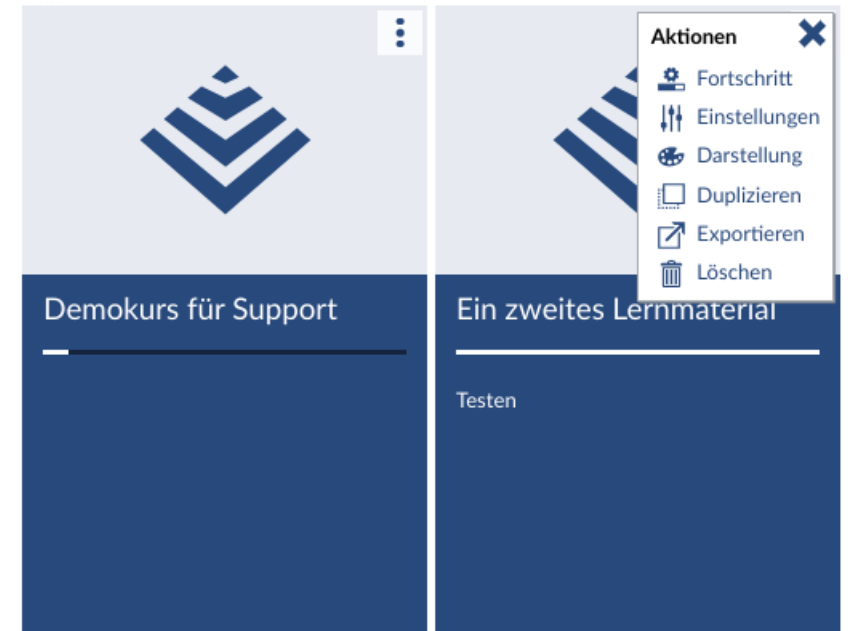 Aktionen
Fortschritt
Einstellungen
Darstellung
Duplizieren
Exportieren
Löschen
Demokurs für Support
Ein zweites Lernmaterial
Testen